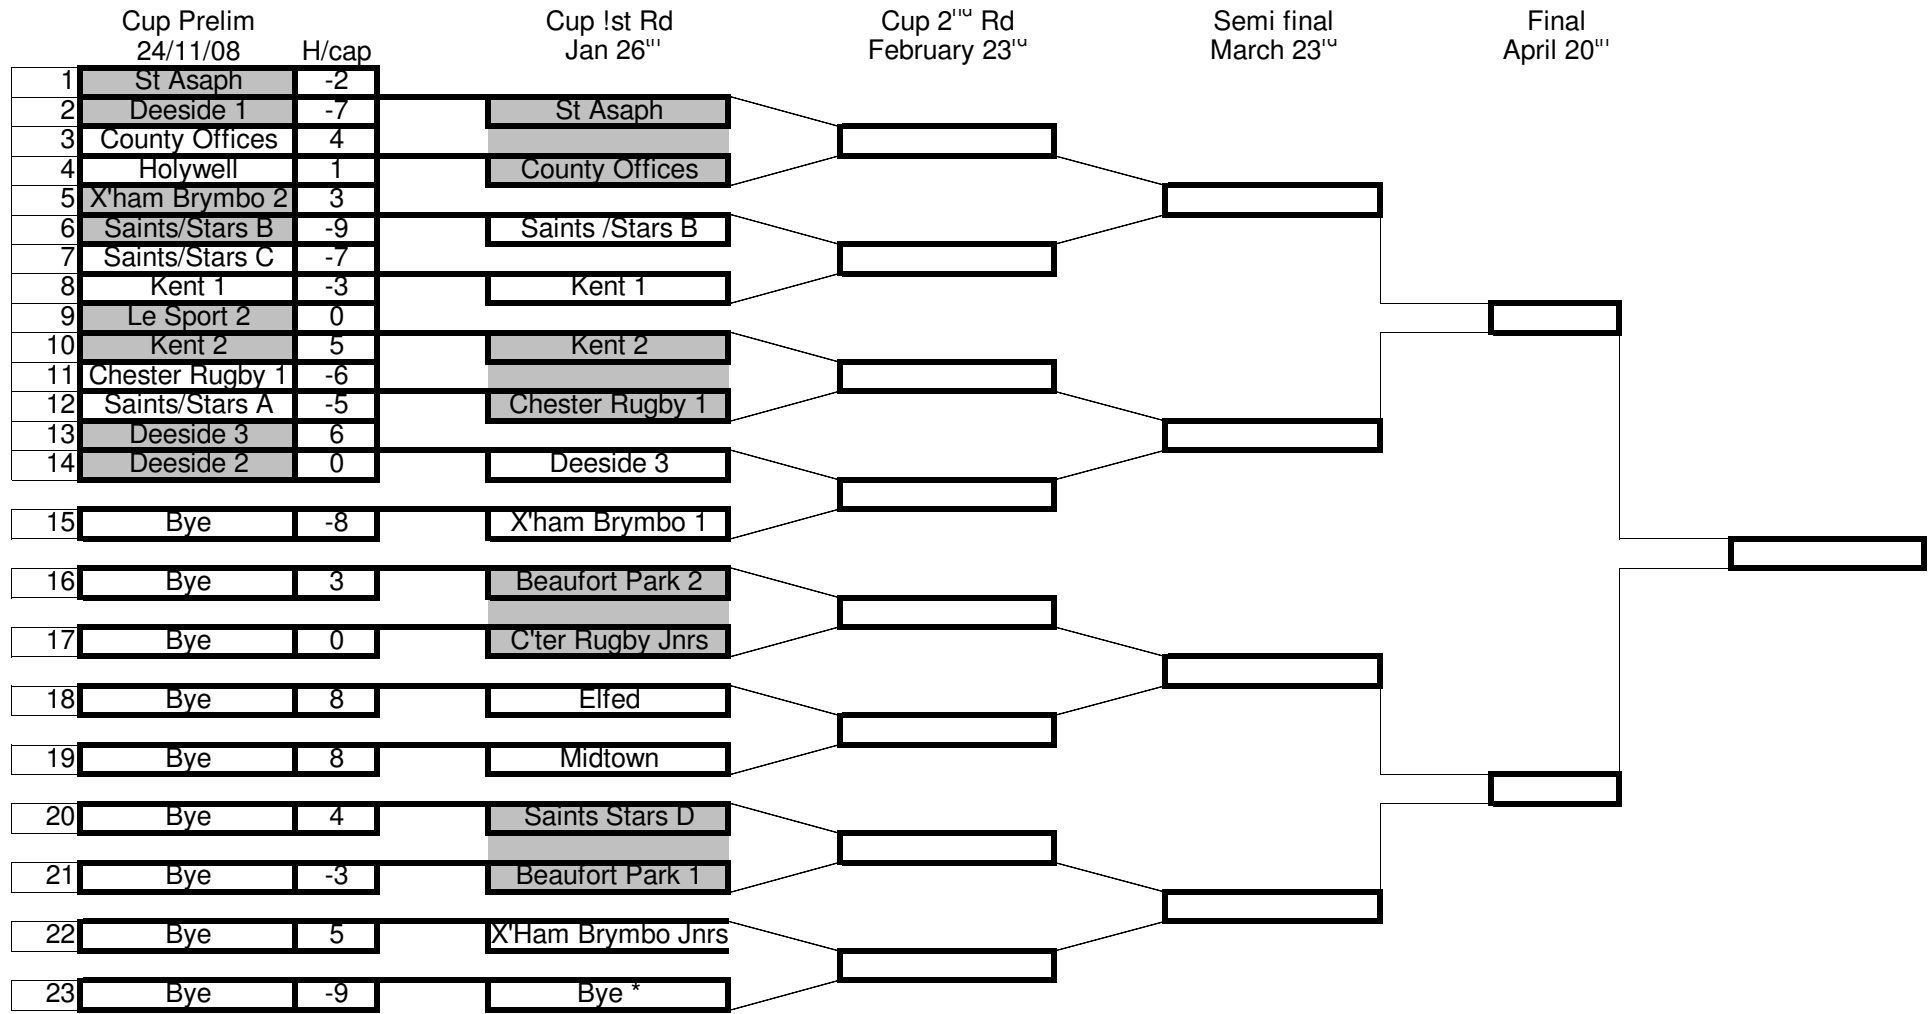 Cup Prelim Cup !st Rd Cup 2nd Rd Semi final Final
24/11/08 H/cap Jan 26th February 23rd March 23rd April 20th
1 St Asaph -2
2 Deeside 1 -7 St Asaph
3 County Offices 4
4 Holywell 1 County Offices
5 X'ham Brymbo 2 3
6 Saints/Stars B -9 Saints /Stars B
7 Saints/Stars C -7
8 Kent 1 -3 Kent 1
9 Le Sport 2 0
10 Kent 2 5 Kent 2
11 Chester Rugby 1 -6
12 Saints/Stars A -5 Chester Rugby 1
13 Deeside 3 6
14 Deeside 2 0 Deeside 3
15 Bye -8 X'ham Brymbo 1
16 Bye 3 Beaufort Park 2
17 Bye 0 C'ter Rugby Jnrs
18 Bye 8 Elfed
19 Bye 8 Midtown
20 Bye 4 Saints Stars D
21 Bye -3 Beaufort Park 1
22 Bye 5 X'Ham Brymbo Jnrs
23 Bye -9 Bye *